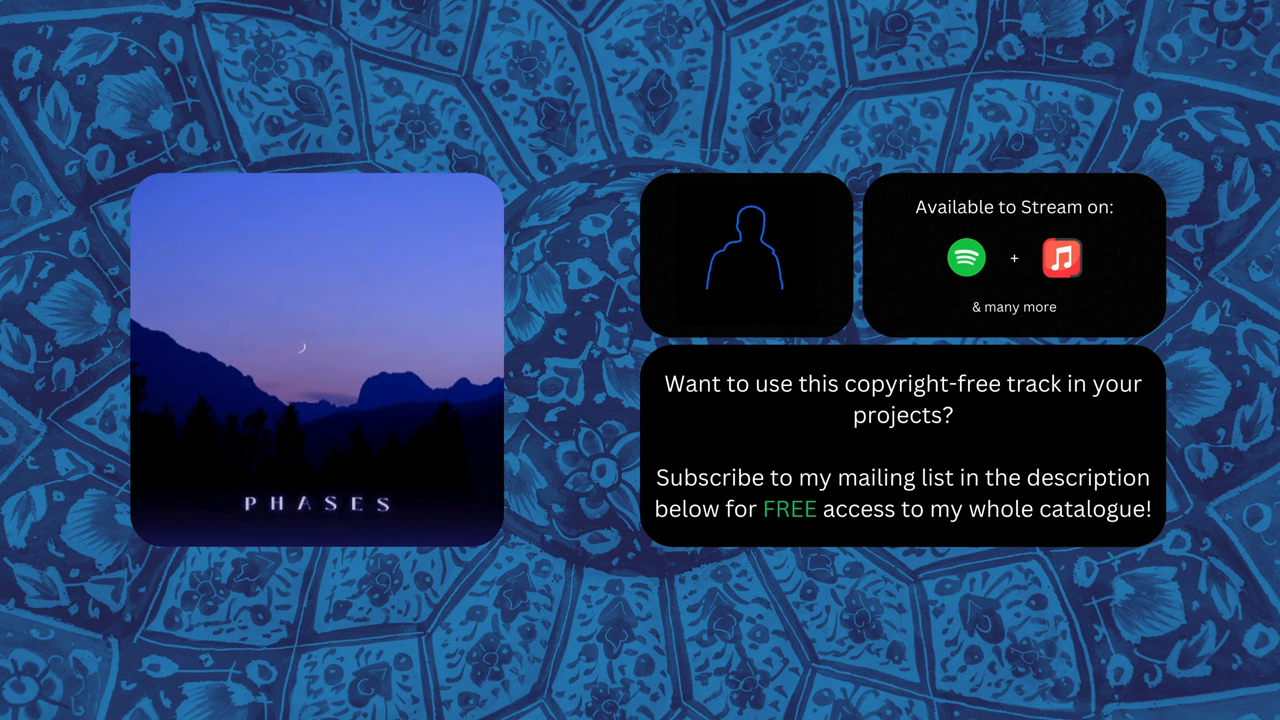 PHASES
Available to Stream on:
+
& many more
Want to use this copyright-free track in your
projects?
Subscribe to my mailing list in the description
below for FREE access to my whole catalogue!